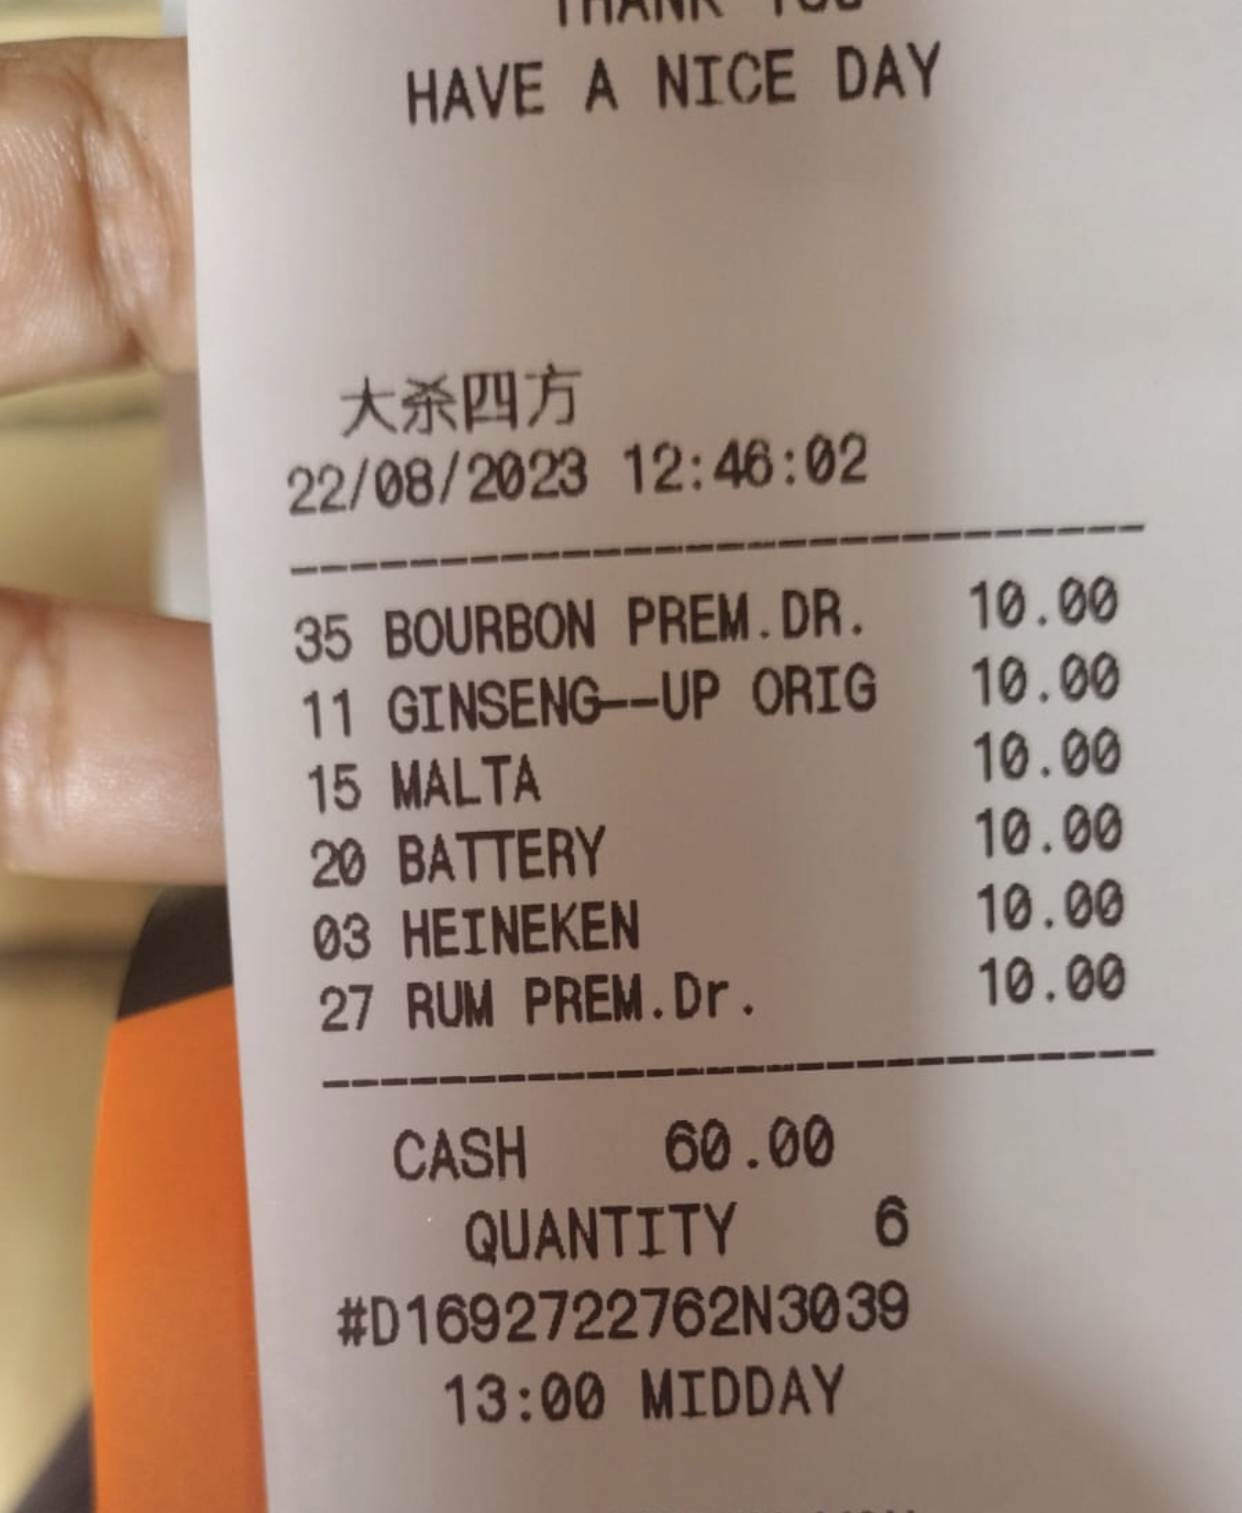 THANK YOU
HAVE A NICE DAY
大杀四方
22/08/2023 12:46:02
--------------------------------
35 BOURBON PREM.DR. 10.00
11 GINSENG--UP ORIG 10.00
15 MALTA 10.00
20 BATTERY 10.00
03 HEINEKEN 10.00
27 RUM PREM.Dr. 10.00
--------------------------------
CASH 60.00
QUANTITY 6
#D1692722762N3039
13:00 MIDDAY